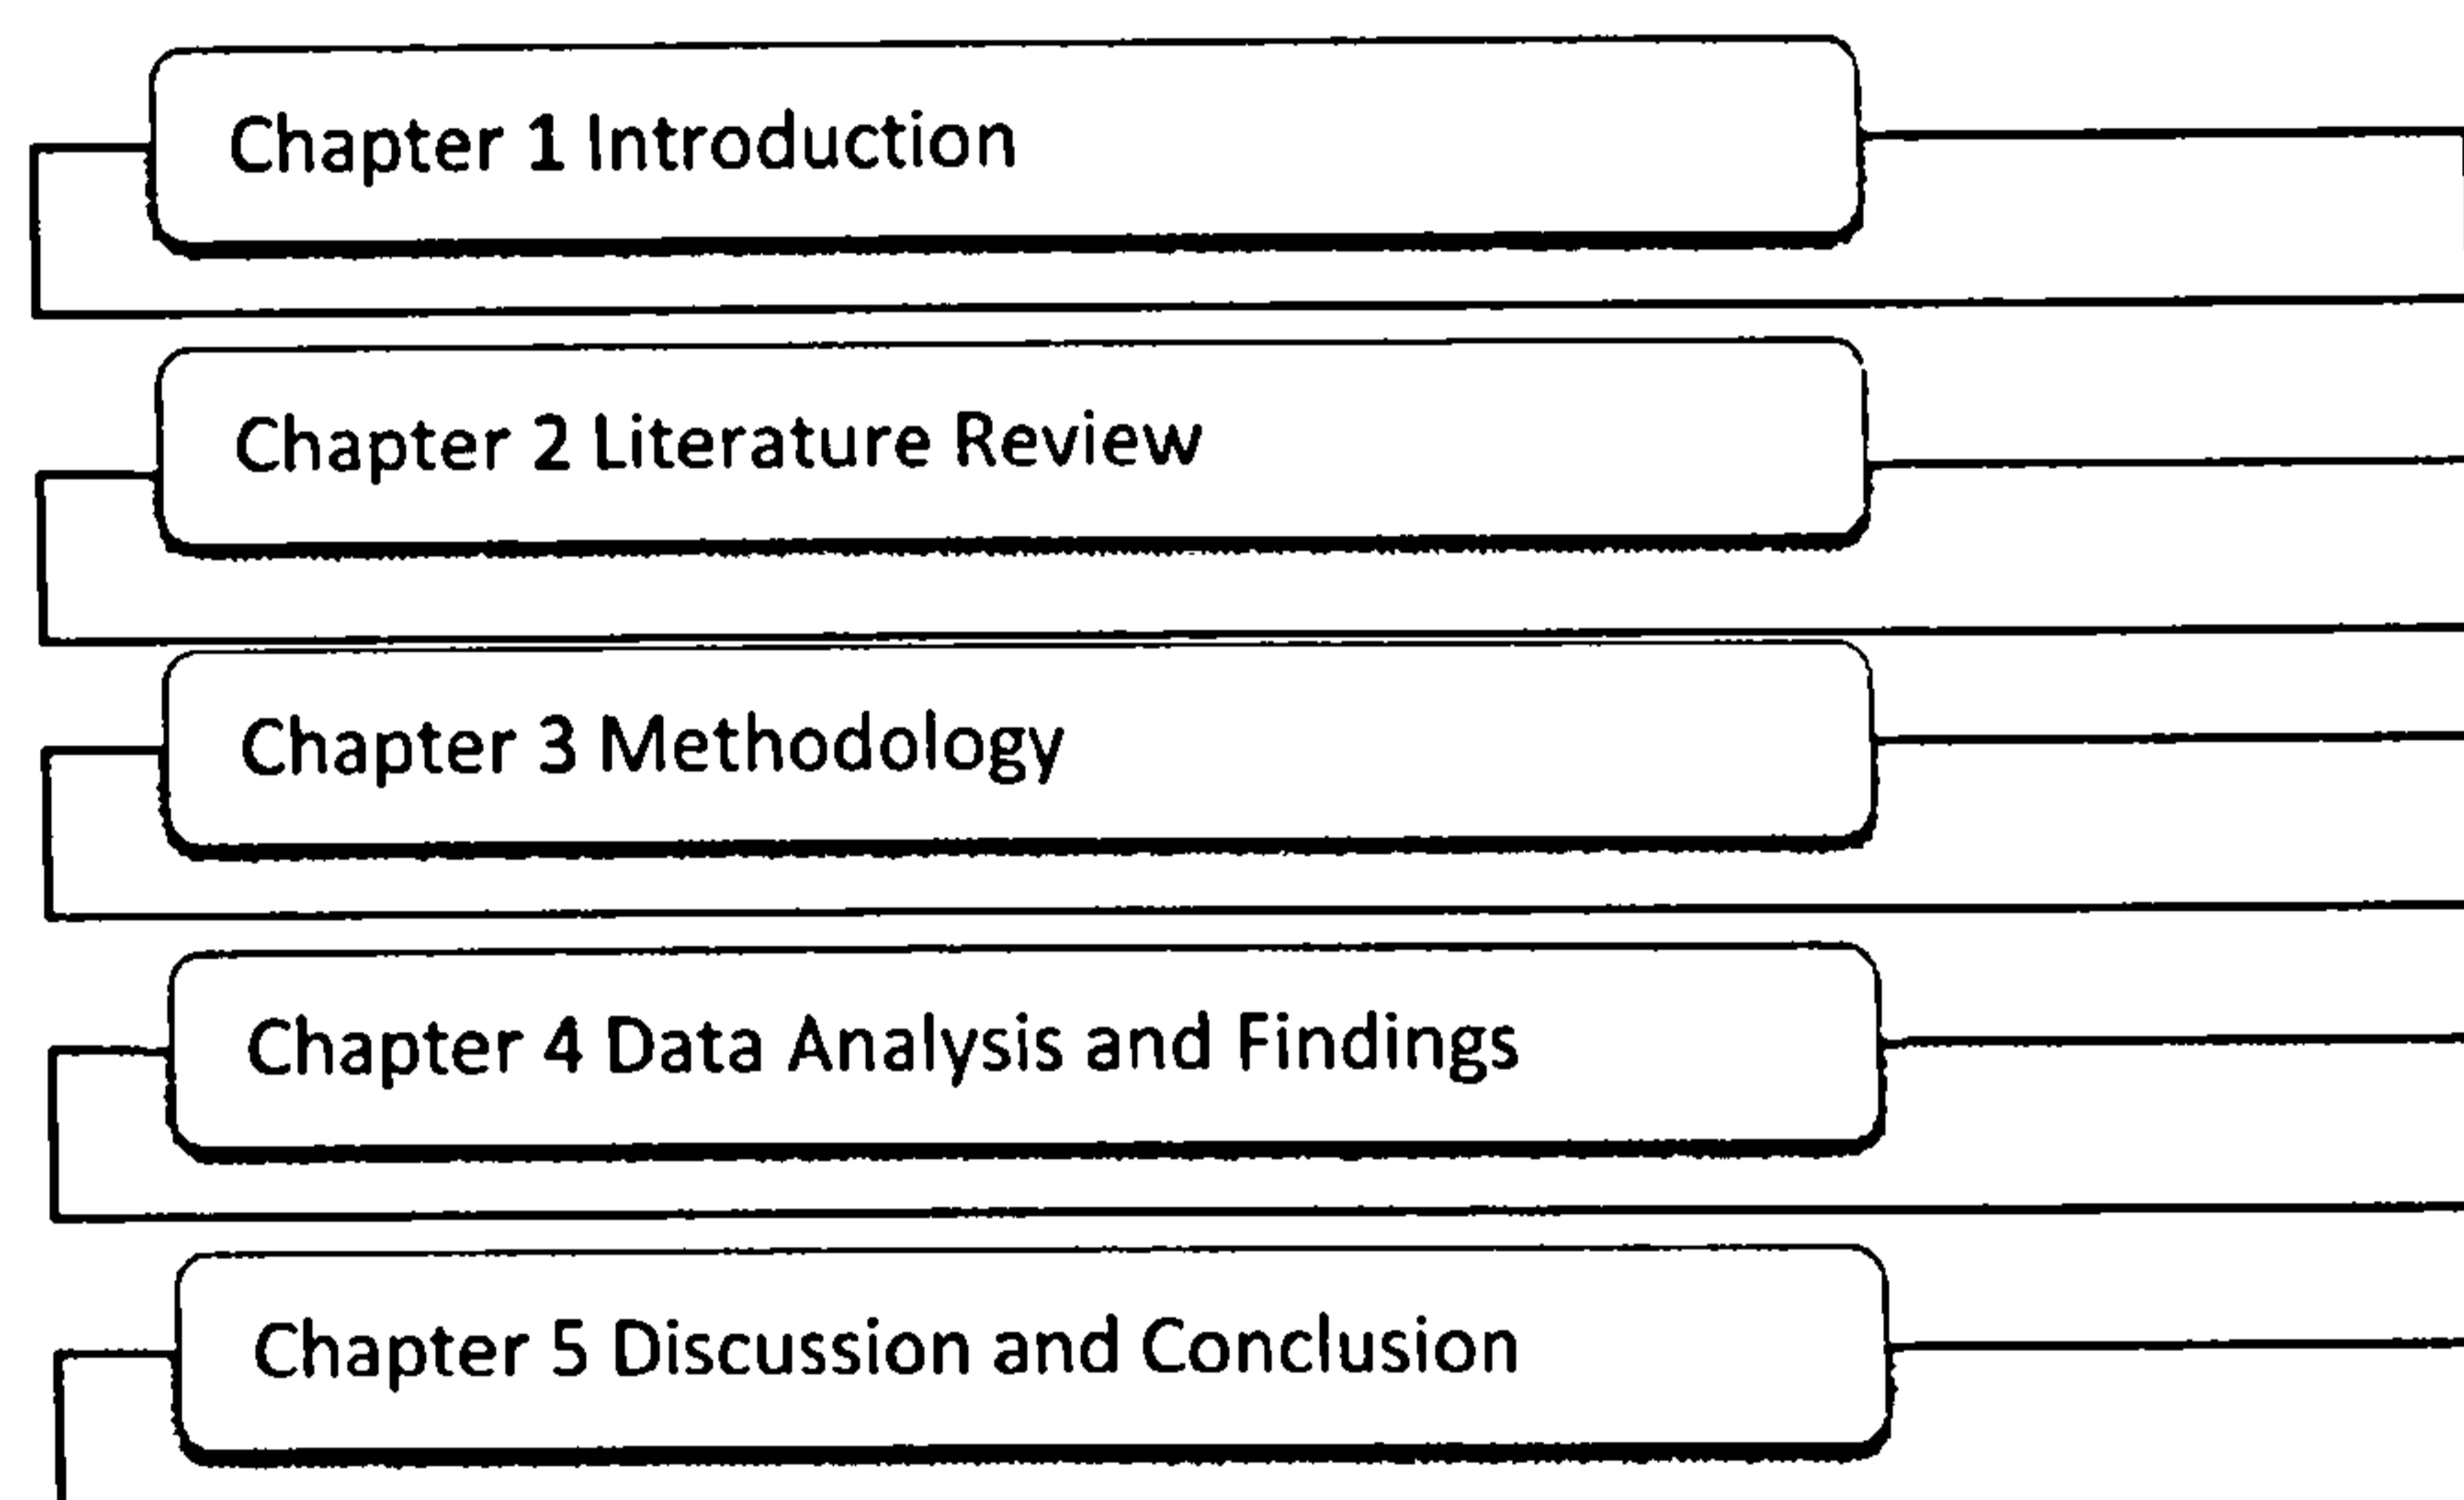 Chapter 1 Introduction
Chapter 2 Literature Review
Chapter 3 Methodology
Chapter 4 Data Analysis and Findings
Chapter 5 Discussion and Conclusion